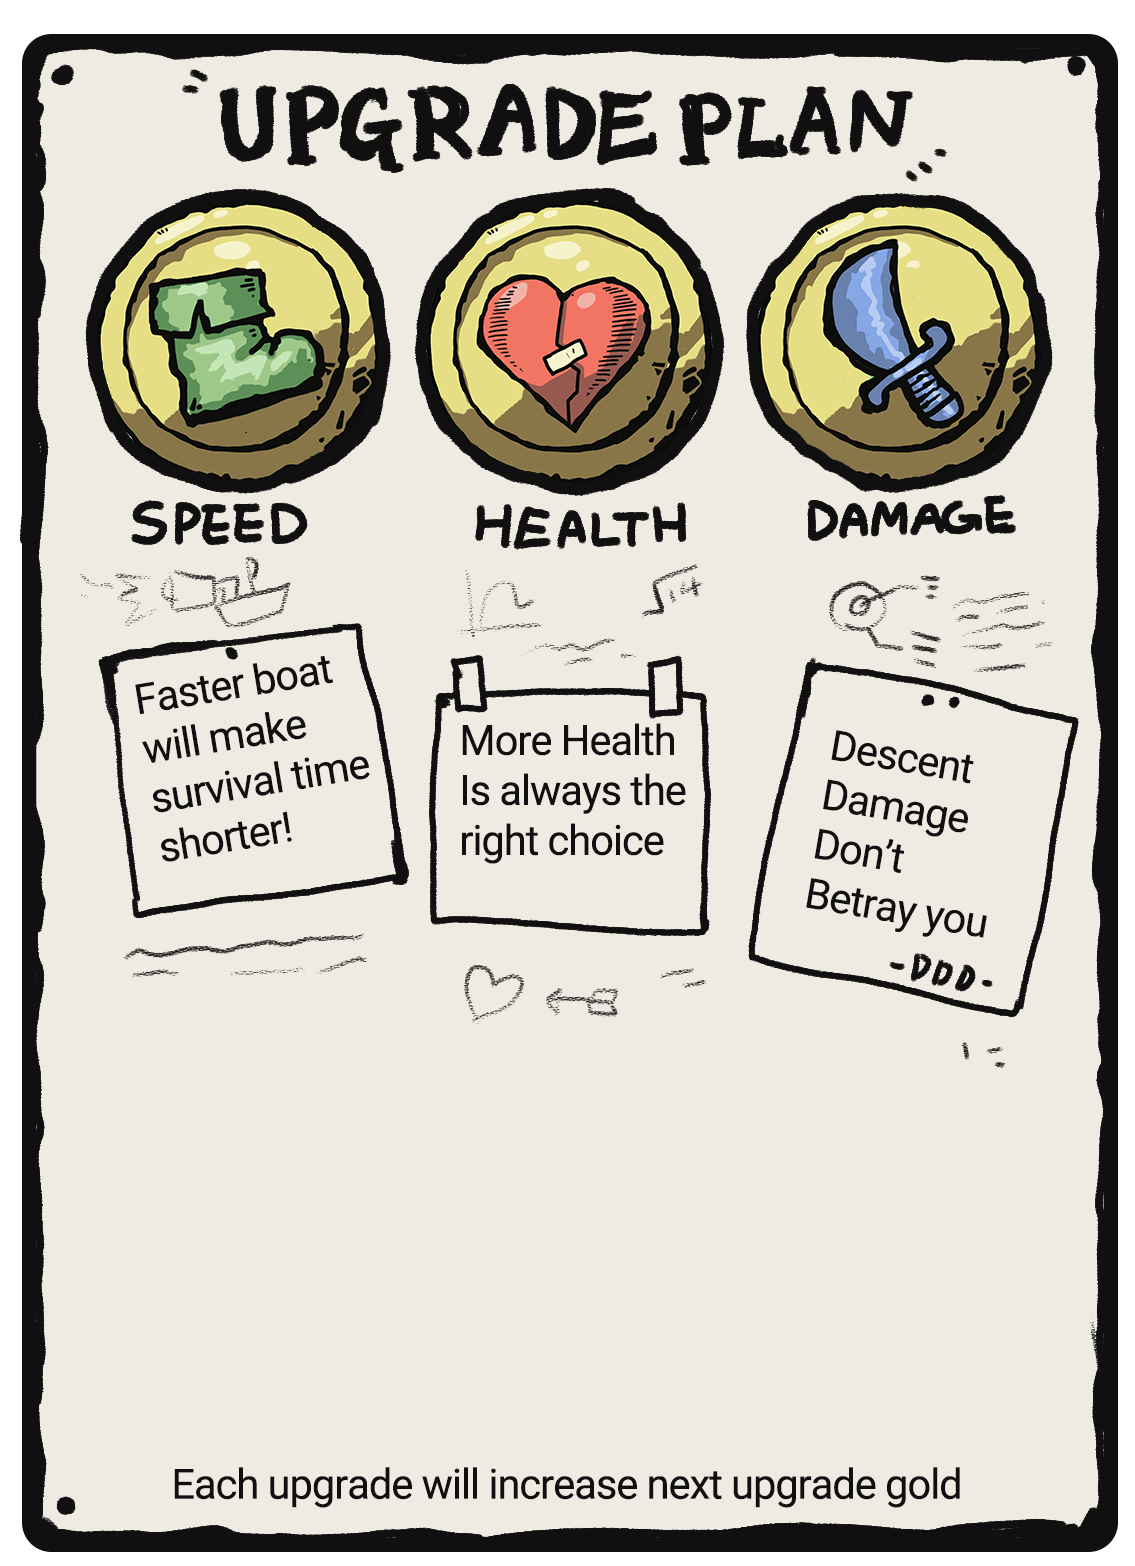 UPGRADE PLAN
SPEED
HEALTH
DAMAGE
Faster boat
will make
survival time
shorter!
More Health
Is always the
right choice
Descent
Damage
Don't
Betray you
-DDD-
Each upgrade will increase next upgrade gold